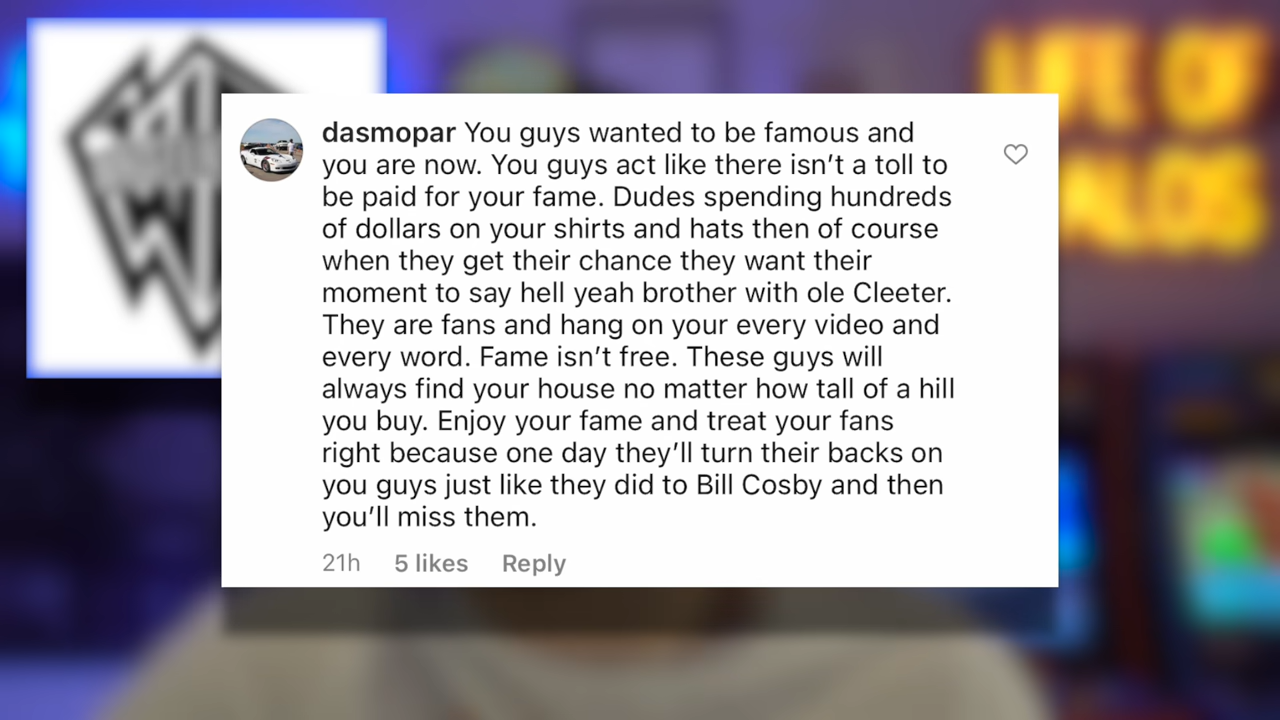 LIFE OF
dasmopar You guys wanted to be famous and
you are now. You guys act like there isn't a toll to
be paid for your fame. Dudes spending hundreds
of dollars on your shirts and hats then of course
when they get their chance they want their
moment to say hell yeah brother with ole Cleeter.
They are fans and hang on your every video and
every word. Fame isn't free. These guys will
always find your house no matter how tall of a hill
you buy. Enjoy your fame and treat your fans
right because one day they'll turn their backs on
you guys just like they did to Bill Cosby and then
you'll miss them.
21h 5 likes Reply